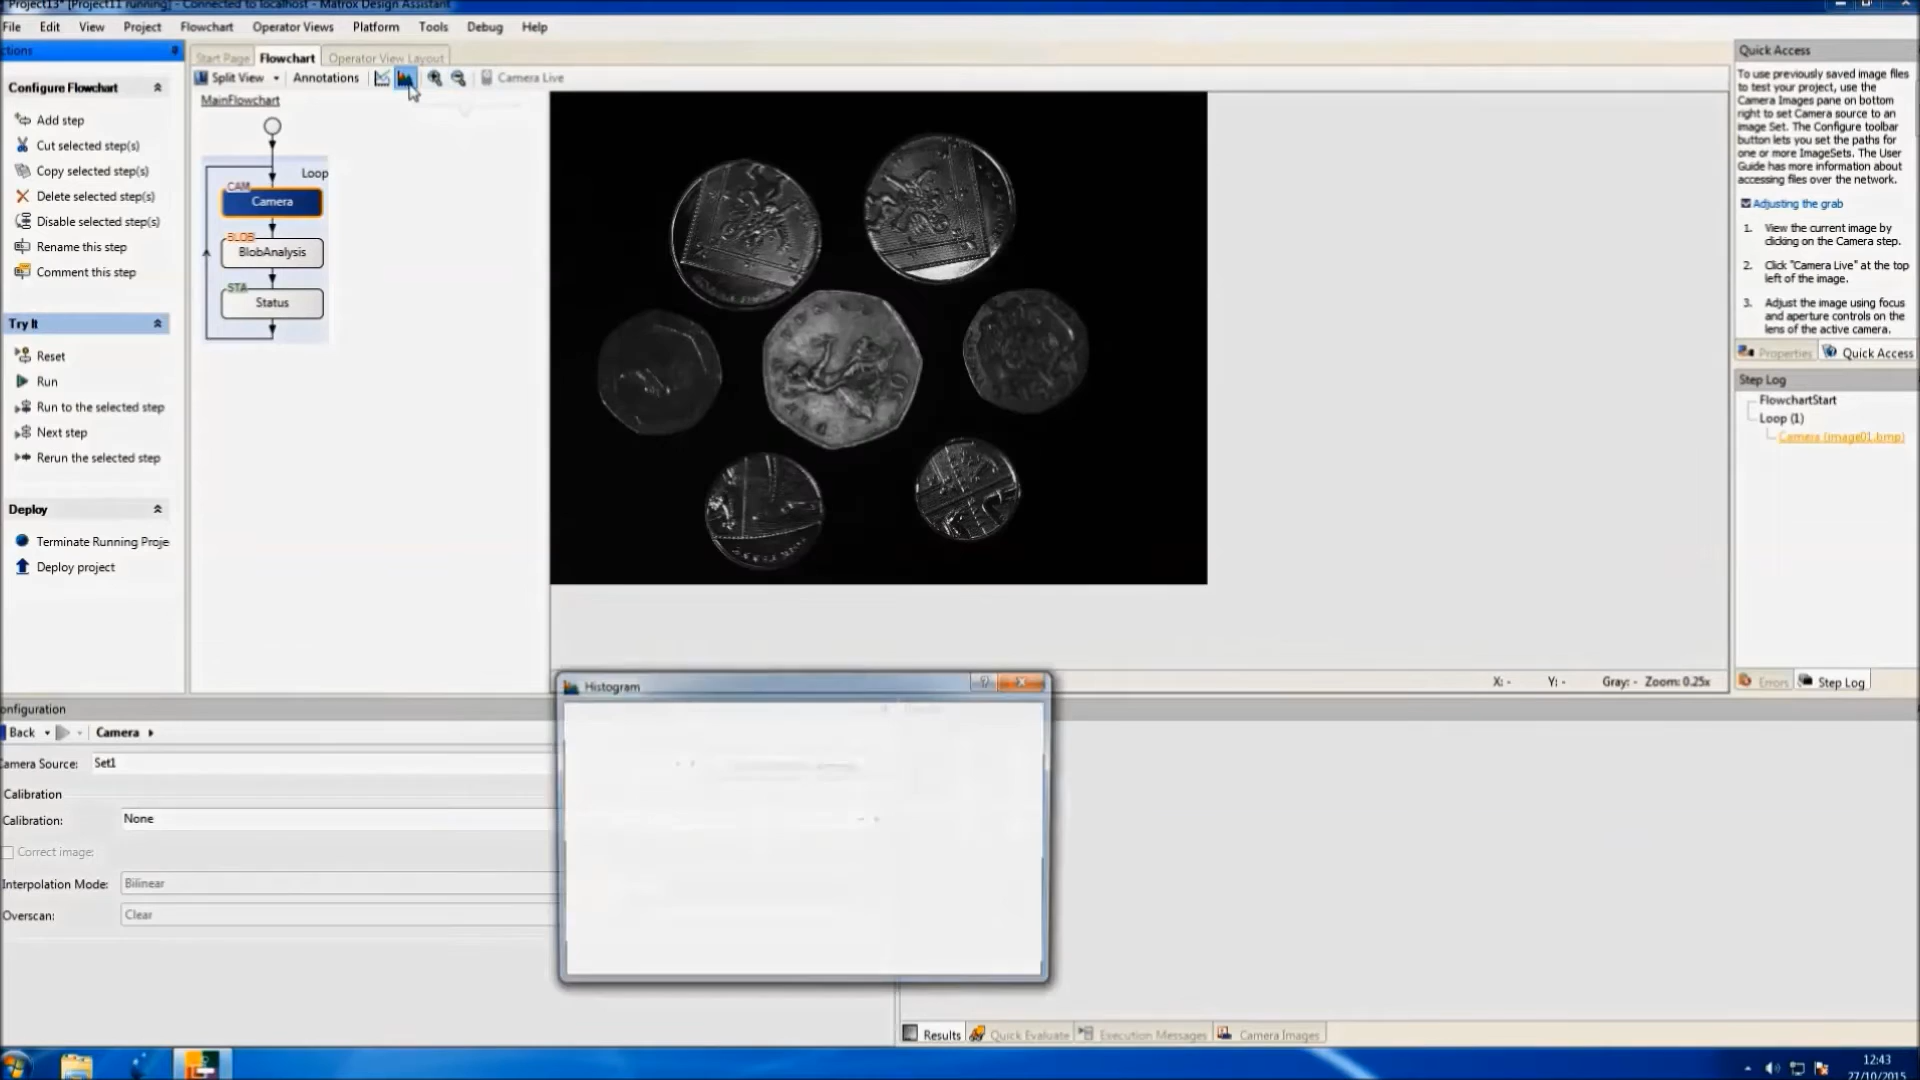 Project13* [Project11 running] - Connected to localhost - Matrox Design Assistant
File Edit View Project Flowchart Operator Views Platform Tools Debug Help
ctions
Configure Flowchart
Add step
Cut selected step(s)
Copy selected step(s)
Delete selected step(s)
Disable selected step(s)
Rename this step
Comment this step
Try It
Reset
Run
Run to the selected step
Next step
Rerun the selected step
Deploy
Terminate Running Proje
Deploy project
Start Page Flowchart Operator View Layout
Split View Annotations Camera Live
MainFlowchart
Loop
CAM
Camera
BLOB
BlobAnalysis
STA
Status
X: - Y: - Gray: - Zoom: 0.25x
Quick Access
To use previously saved image files
to test your project, use the
Camera Images pane on bottom
right to set Camera source to an
image Set. The Configure toolbar
button lets you set the paths for
one or more ImageSets. The User
Guide has more information about
accessing files over the network.
Adjusting the grab
1. View the current image by
clicking on the Camera step.
2. Click "Camera Live" at the top
left of the image.
3. Adjust the image using focus
and aperture controls on the
lens of the active camera.
Properties Quick Access
Step Log
FlowchartStart
Loop (1)
Camera (image01.bmp)
Errors Step Log
onfiguration
Back Camera
amera Source: Set1
Calibration
Calibration: None
Correct image:
Interpolation Mode: Bilinear
Overscan: Clear
Histogram
Results Quick Evaluate Execution Messages Camera Images
12:43
27/10/2015